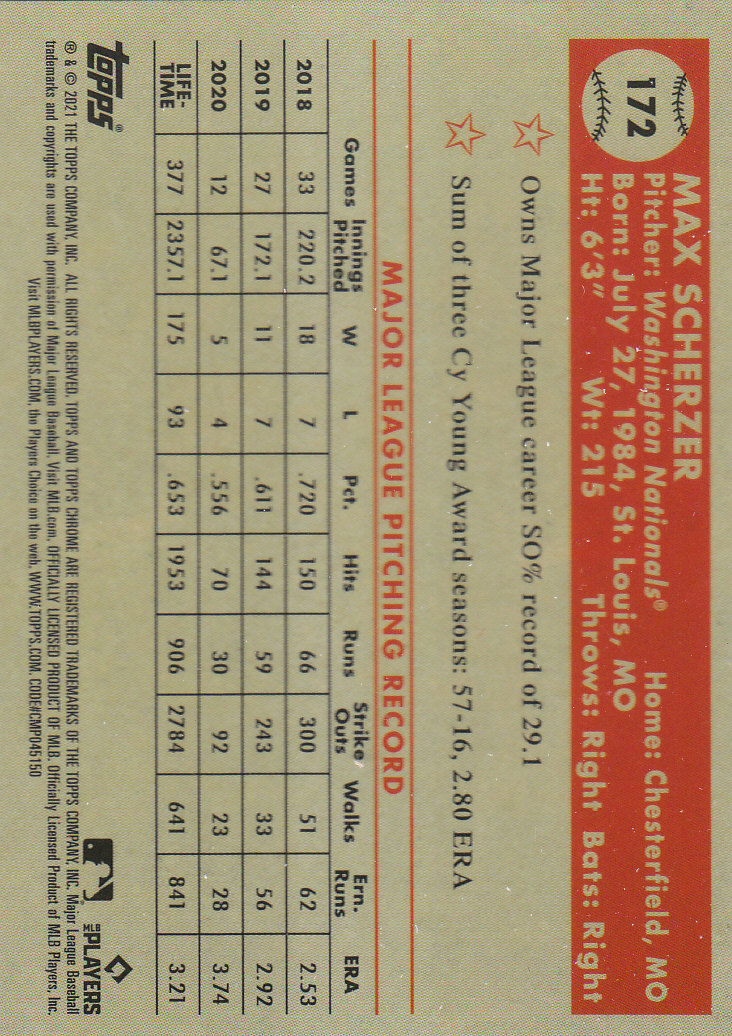 172
MAX SCHERZER
Pitcher: Washington Nationals® Home: Chesterfield, MO
Born: July 27, 1984, St. Louis, MO
Ht: 6'3" Wt: 215 Throws: Right Bats: Right
Owns Major League career SO% record of 29.1
Sum of three Cy Young Award seasons: 57-16, 2.80 ERA
MAJOR LEAGUE PITCHING RECORD
Games Innings Pitched W L Pct. Hits Runs Strike Outs Walks Ern. Runs ERA
2018 33 220.2 18 7 .720 150 66 300 51 62 2.53
2019 27 172.1 11 7 .611 144 59 243 33 56 2.92
2020 12 67.1 5 4 .556 70 30 92 23 28 3.74
LIFE-TIME 377 2357.1 175 93 .653 1953 906 2784 641 841 3.21
topps®
MLB PLAYERS
® & © 2021 THE TOPPS COMPANY, INC. ALL RIGHTS RESERVED. TOPPS AND TOPPS CHROME ARE REGISTERED TRADEMARKS OF THE TOPPS COMPANY, INC. Major League Baseball
trademarks and copyrights are used with permission of Major League Baseball. Visit MLB.com. OFFICIALLY LICENSED PRODUCT OF MLB. Officially Licensed Product of MLB Players, Inc.
Visit MLBPLAYERS.COM, the Players Choice on the web. WWW.TOPPS.COM. CODE#CMP045150